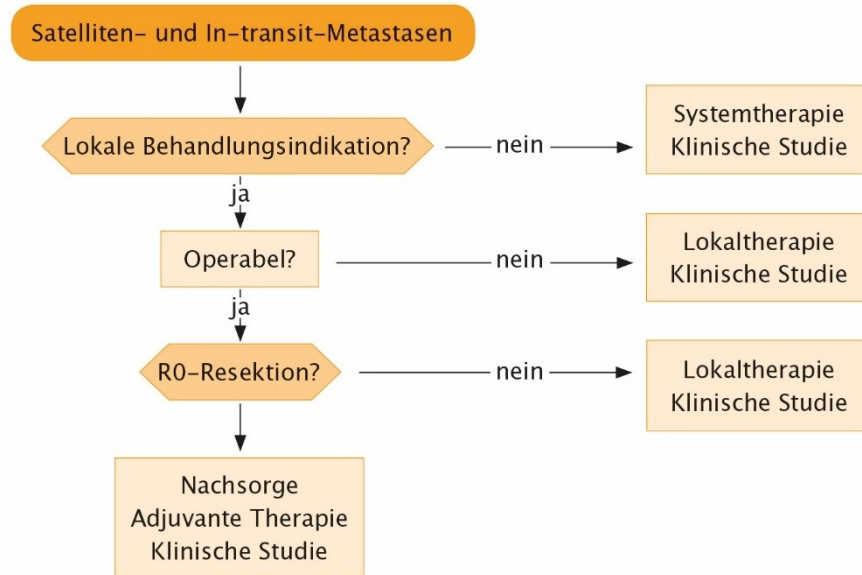 Satelliten- und In-transit-Metastasen
Lokale Behandlungsindikation?
nein
Systemtherapie
Klinische Studie
ja
Operabel?
nein
Lokaltherapie
Klinische Studie
ja
R0-Resektion?
nein
Lokaltherapie
Klinische Studie
Nachsorge
Adjuvante Therapie
Klinische Studie